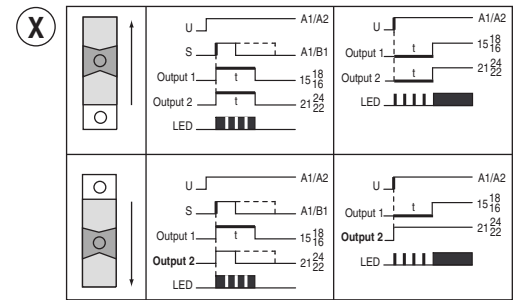 X
U A1/A2
S A1/B1
Output 1 t 15 18 16
Output 2 t 21 24 22
LED
U A1/A2
Output 1 t 15 18 16
Output 2 t 21 24 22
LED
U A1/A2
S A1/B1
Output 1 t 15 18 16
Output 2 21 24 22
LED
U A1/A2
Output 1 t 15 18 16
Output 2 21 24 22
LED